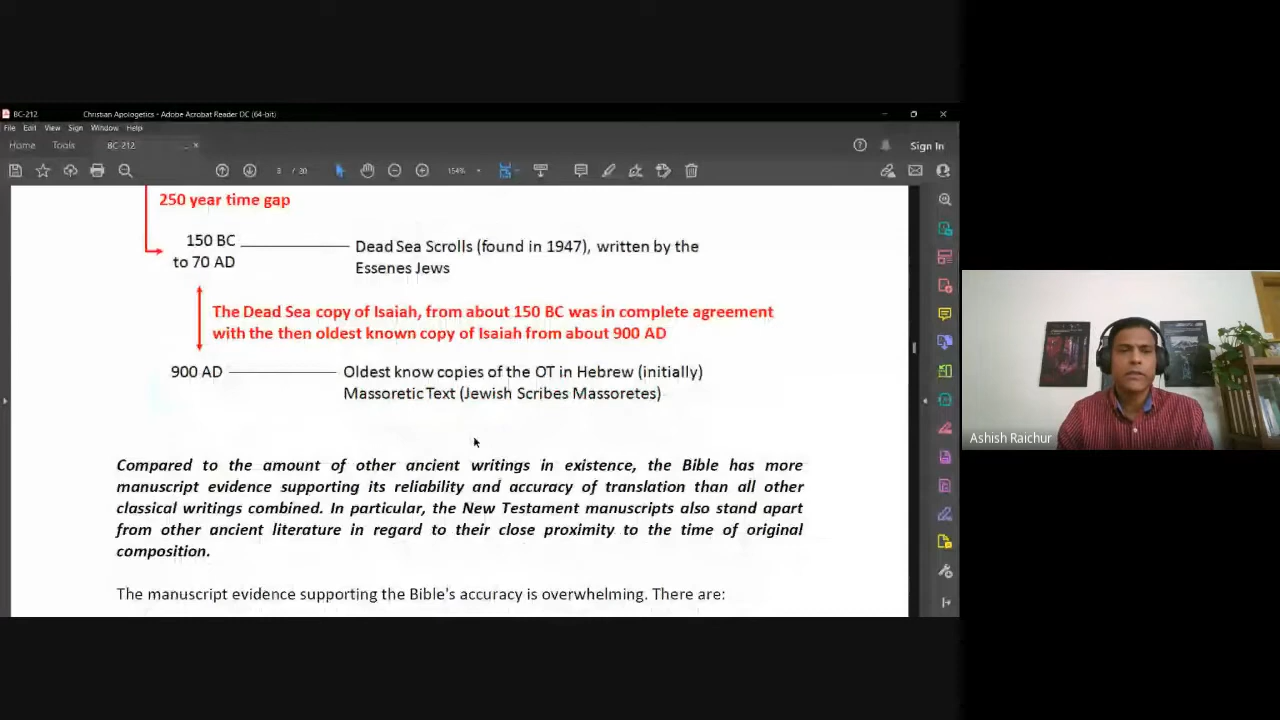 BC-212 Christian Apologetics - Adobe Acrobat Reader DC (64-bit)
File Edit View Sign Window Help
Home Tools BC-212 ... × Sign In
/ 154%
250 year time gap
150 BC
to 70 AD
Dead Sea Scrolls (found in 1947), written by the
Essenes Jews
The Dead Sea copy of Isaiah, from about 150 BC was in complete agreement
with the then oldest known copy of Isaiah from about 900 AD
900 AD
Oldest know copies of the OT in Hebrew (initially)
Massoretic Text (Jewish Scribes Massoretes)
Compared to the amount of other ancient writings in existence, the Bible has more
manuscript evidence supporting its reliability and accuracy of translation than all other
classical writings combined. In particular, the New Testament manuscripts also stand apart
from other ancient literature in regard to their close proximity to the time of original
composition.
The manuscript evidence supporting the Bible's accuracy is overwhelming. There are:
Ashish Raichur